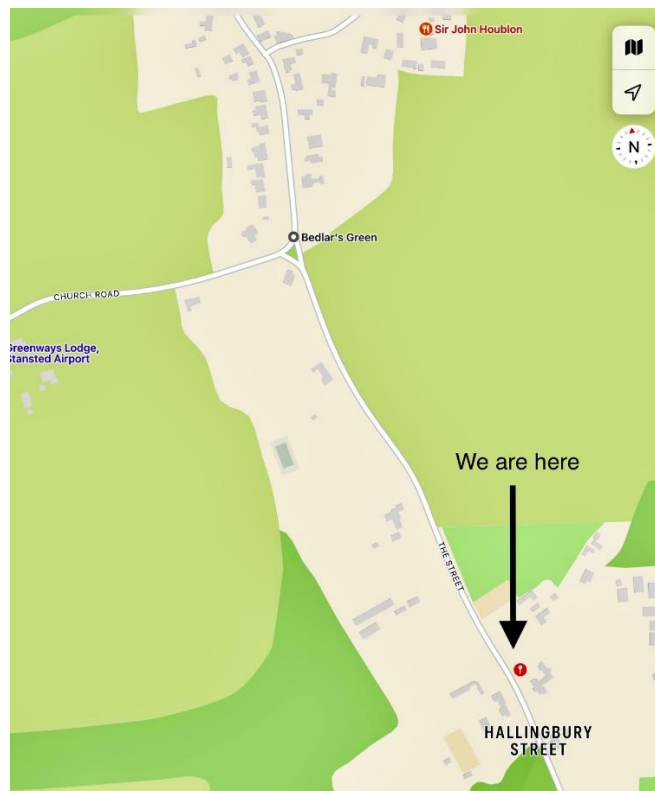 Sir John Houblon
N
Bedlar's Green
CHURCH ROAD
Greenways Lodge,
Stansted Airport
We are here
THE STREET
HALLINGBURY
STREET